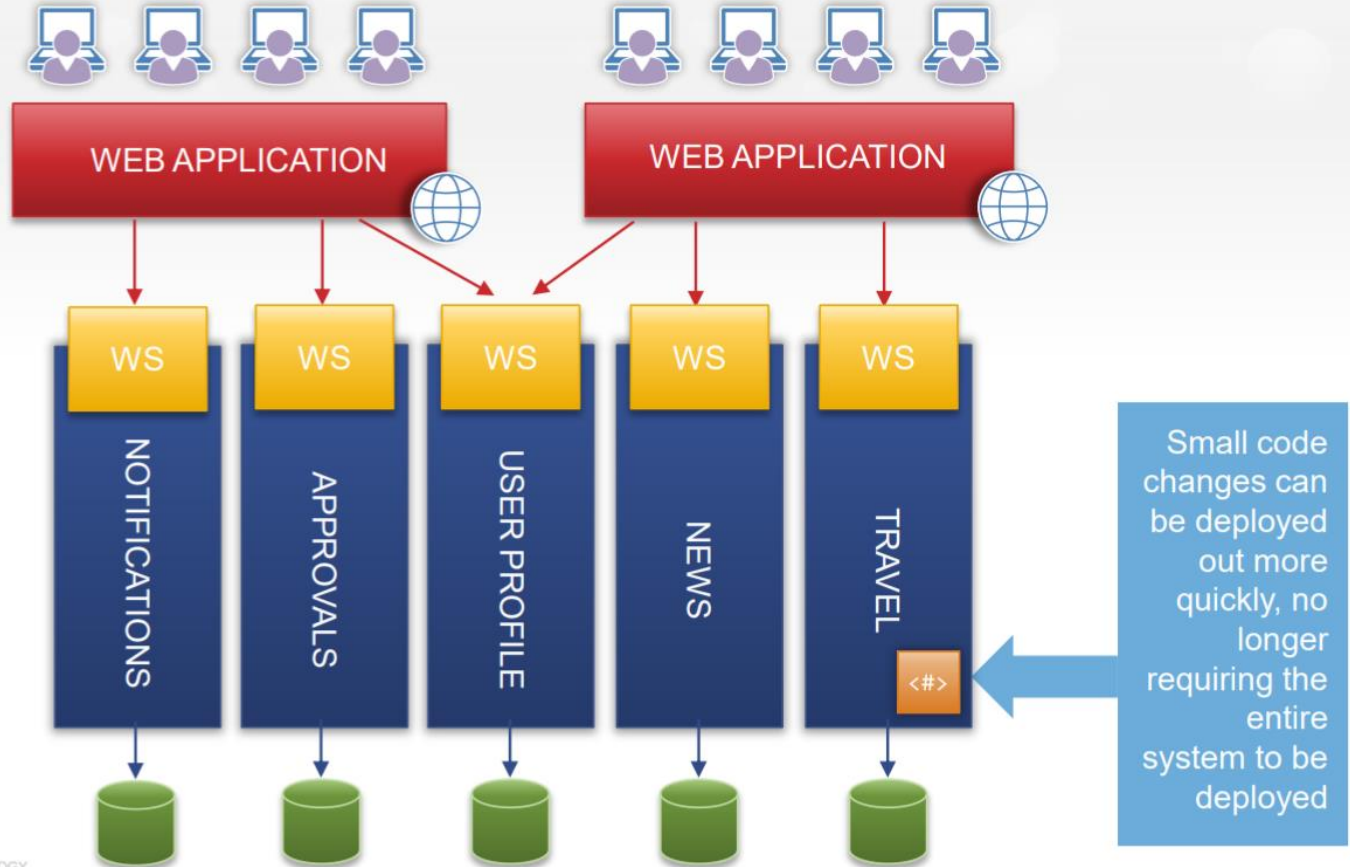 WEB APPLICATION
WEB APPLICATION
WS
WS
WS
WS
WS
NOTIFICATIONS
APPROVALS
USER PROFILE
NEWS
TRAVEL
<#>
Small code
changes can
be deployed
out more
quickly, no
longer
requiring the
entire
system to be
deployed